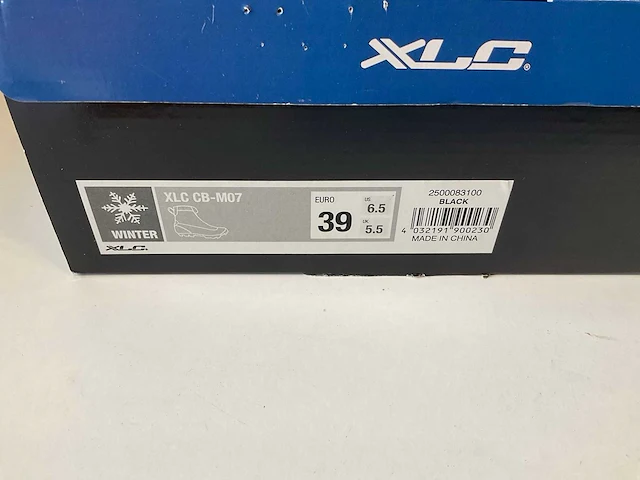 XLC®
WINTER
XLC®
XLC CB-M07
EURO
39
US
6.5
UK
5.5
2500083100
BLACK
4 032191 900230
MADE IN CHINA